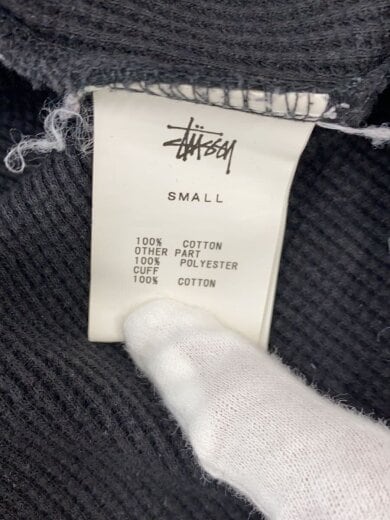 Stüssy
SMALL
100% COTTON
OTHER PART
100% POLYESTER
CUFF
100% COTTON